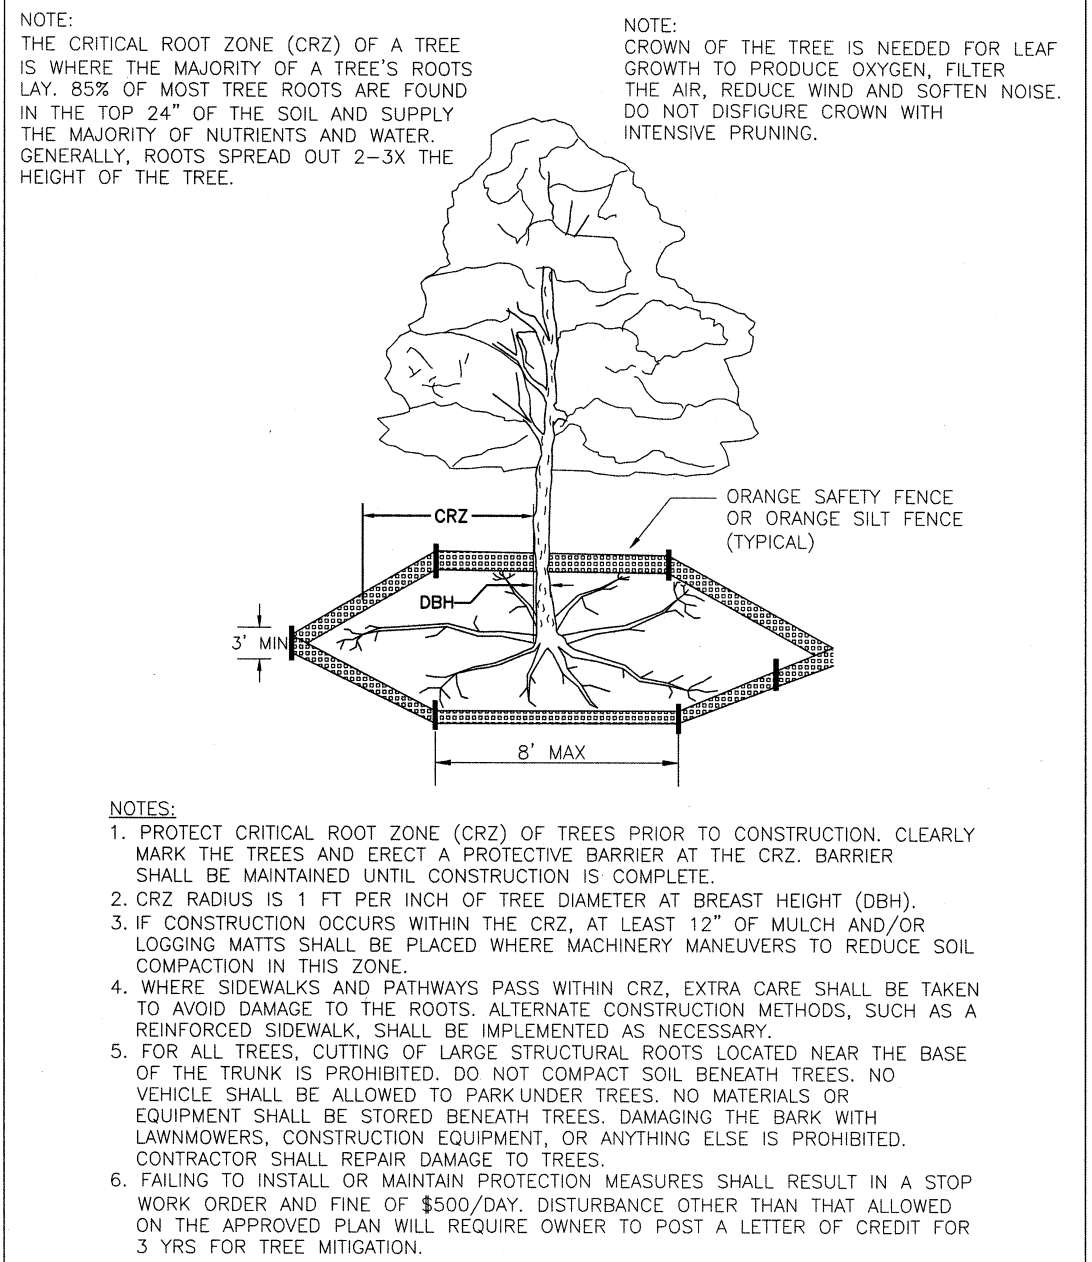 NOTE:
THE CRITICAL ROOT ZONE (CRZ) OF A TREE
IS WHERE THE MAJORITY OF A TREE'S ROOTS
LAY. 85% OF MOST TREE ROOTS ARE FOUND
IN THE TOP 24" OF THE SOIL AND SUPPLY
THE MAJORITY OF NUTRIENTS AND WATER.
GENERALLY, ROOTS SPREAD OUT 2-3X THE
HEIGHT OF THE TREE.
NOTE:
CROWN OF THE TREE IS NEEDED FOR LEAF
GROWTH TO PRODUCE OXYGEN, FILTER
THE AIR, REDUCE WIND AND SOFTEN NOISE.
DO NOT DISFIGURE CROWN WITH
INTENSIVE PRUNING.
ORANGE SAFETY FENCE
OR ORANGE SILT FENCE
(TYPICAL)
CRZ
DBH
3' MIN
8' MAX
NOTES:
1. PROTECT CRITICAL ROOT ZONE (CRZ) OF TREES PRIOR TO CONSTRUCTION. CLEARLY
MARK THE TREES AND ERECT A PROTECTIVE BARRIER AT THE CRZ. BARRIER
SHALL BE MAINTAINED UNTIL CONSTRUCTION IS COMPLETE.
2. CRZ RADIUS IS 1 FT PER INCH OF TREE DIAMETER AT BREAST HEIGHT (DBH).
3. IF CONSTRUCTION OCCURS WITHIN THE CRZ, AT LEAST 12" OF MULCH AND/OR
LOGGING MATTS SHALL BE PLACED WHERE MACHINERY MANEUVERS TO REDUCE SOIL
COMPACTION IN THIS ZONE.
4. WHERE SIDEWALKS AND PATHWAYS PASS WITHIN CRZ, EXTRA CARE SHALL BE TAKEN
TO AVOID DAMAGE TO THE ROOTS. ALTERNATE CONSTRUCTION METHODS, SUCH AS A
REINFORCED SIDEWALK, SHALL BE IMPLEMENTED AS NECESSARY.
5. FOR ALL TREES, CUTTING OF LARGE STRUCTURAL ROOTS LOCATED NEAR THE BASE
OF THE TRUNK IS PROHIBITED. DO NOT COMPACT SOIL BENEATH TREES. NO
VEHICLE SHALL BE ALLOWED TO PARK UNDER TREES. NO MATERIALS OR
EQUIPMENT SHALL BE STORED BENEATH TREES. DAMAGING THE BARK WITH
LAWNMOWERS, CONSTRUCTION EQUIPMENT, OR ANYTHING ELSE IS PROHIBITED.
CONTRACTOR SHALL REPAIR DAMAGE TO TREES.
6. FAILING TO INSTALL OR MAINTAIN PROTECTION MEASURES SHALL RESULT IN A STOP
WORK ORDER AND FINE OF $500/DAY. DISTURBANCE OTHER THAN THAT ALLOWED
ON THE APPROVED PLAN WILL REQUIRE OWNER TO POST A LETTER OF CREDIT FOR
3 YRS FOR TREE MITIGATION.